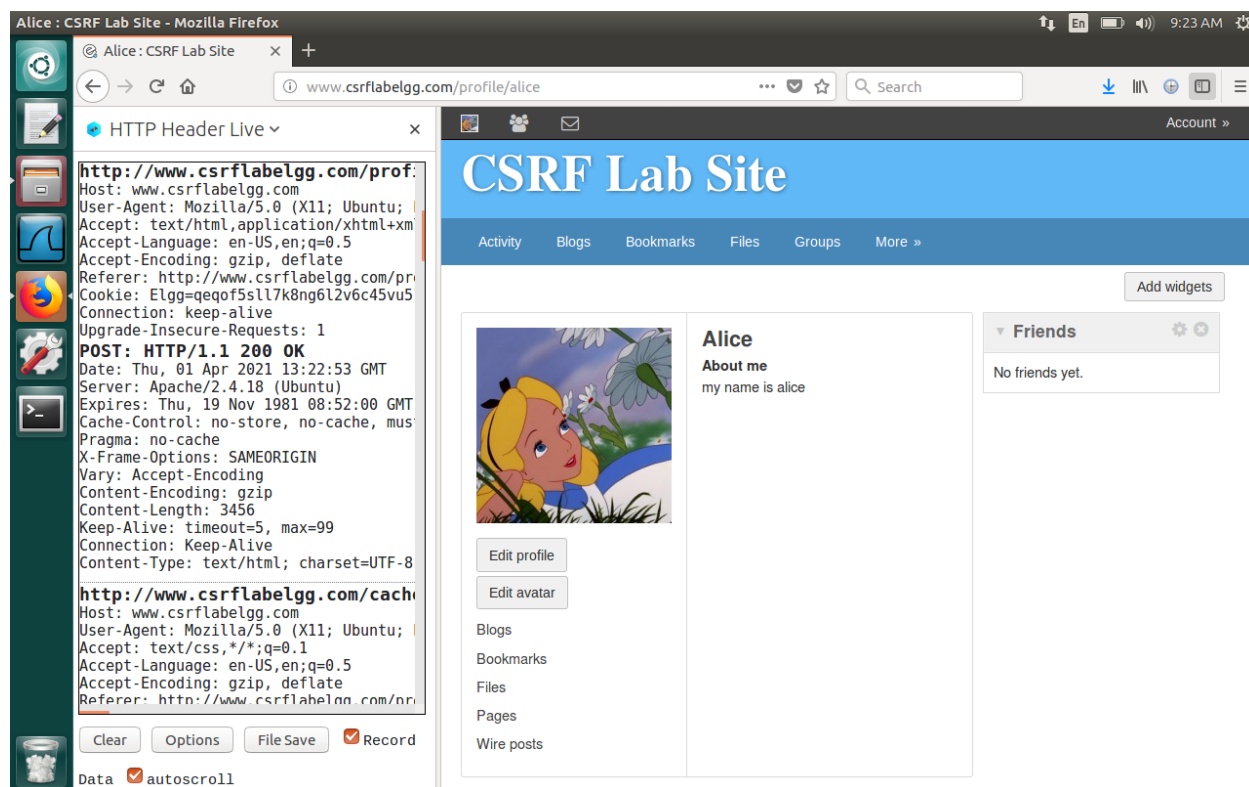 Alice : CSRF Lab Site - Mozilla Firefox
En
9:23 AM
Alice : CSRF Lab Site
www.csrflabelgg.com/profile/alice
Search
HTTP Header Live
http://www.csrflabelgg.com/prof
Host: www.csrflabelgg.com
User-Agent: Mozilla/5.0 (X11; Ubuntu;
Accept: text/html,application/xhtml+xm
Accept-Language: en-US,en;q=0.5
Accept-Encoding: gzip, deflate
Referer: http://www.csrflabelgg.com/pr
Cookie: Elgg=qeqof5sll7k8ng6l2v6c45vu5
Connection: keep-alive
Upgrade-Insecure-Requests: 1
POST: HTTP/1.1 200 OK
Date: Thu, 01 Apr 2021 13:22:53 GMT
Server: Apache/2.4.18 (Ubuntu)
Expires: Thu, 19 Nov 1981 08:52:00 GMT
Cache-Control: no-store, no-cache, mus
Pragma: no-cache
X-Frame-Options: SAMEORIGIN
Vary: Accept-Encoding
Content-Encoding: gzip
Content-Length: 3456
Keep-Alive: timeout=5, max=99
Connection: Keep-Alive
Content-Type: text/html; charset=UTF-8
http://www.csrflabelgg.com/cach
Host: www.csrflabelgg.com
User-Agent: Mozilla/5.0 (X11; Ubuntu;
Accept: text/css,*/*;q=0.1
Accept-Language: en-US,en;q=0.5
Accept-Encoding: gzip, deflate
Referer: http://www.csrflabelgg.com/pr
Clear
Options
File Save
Record
Data
autoscroll
Account »
CSRF Lab Site
Activity
Blogs
Bookmarks
Files
Groups
More »
Add widgets
Alice
About me
my name is alice
Friends
No friends yet.
Edit profile
Edit avatar
Blogs
Bookmarks
Files
Pages
Wire posts